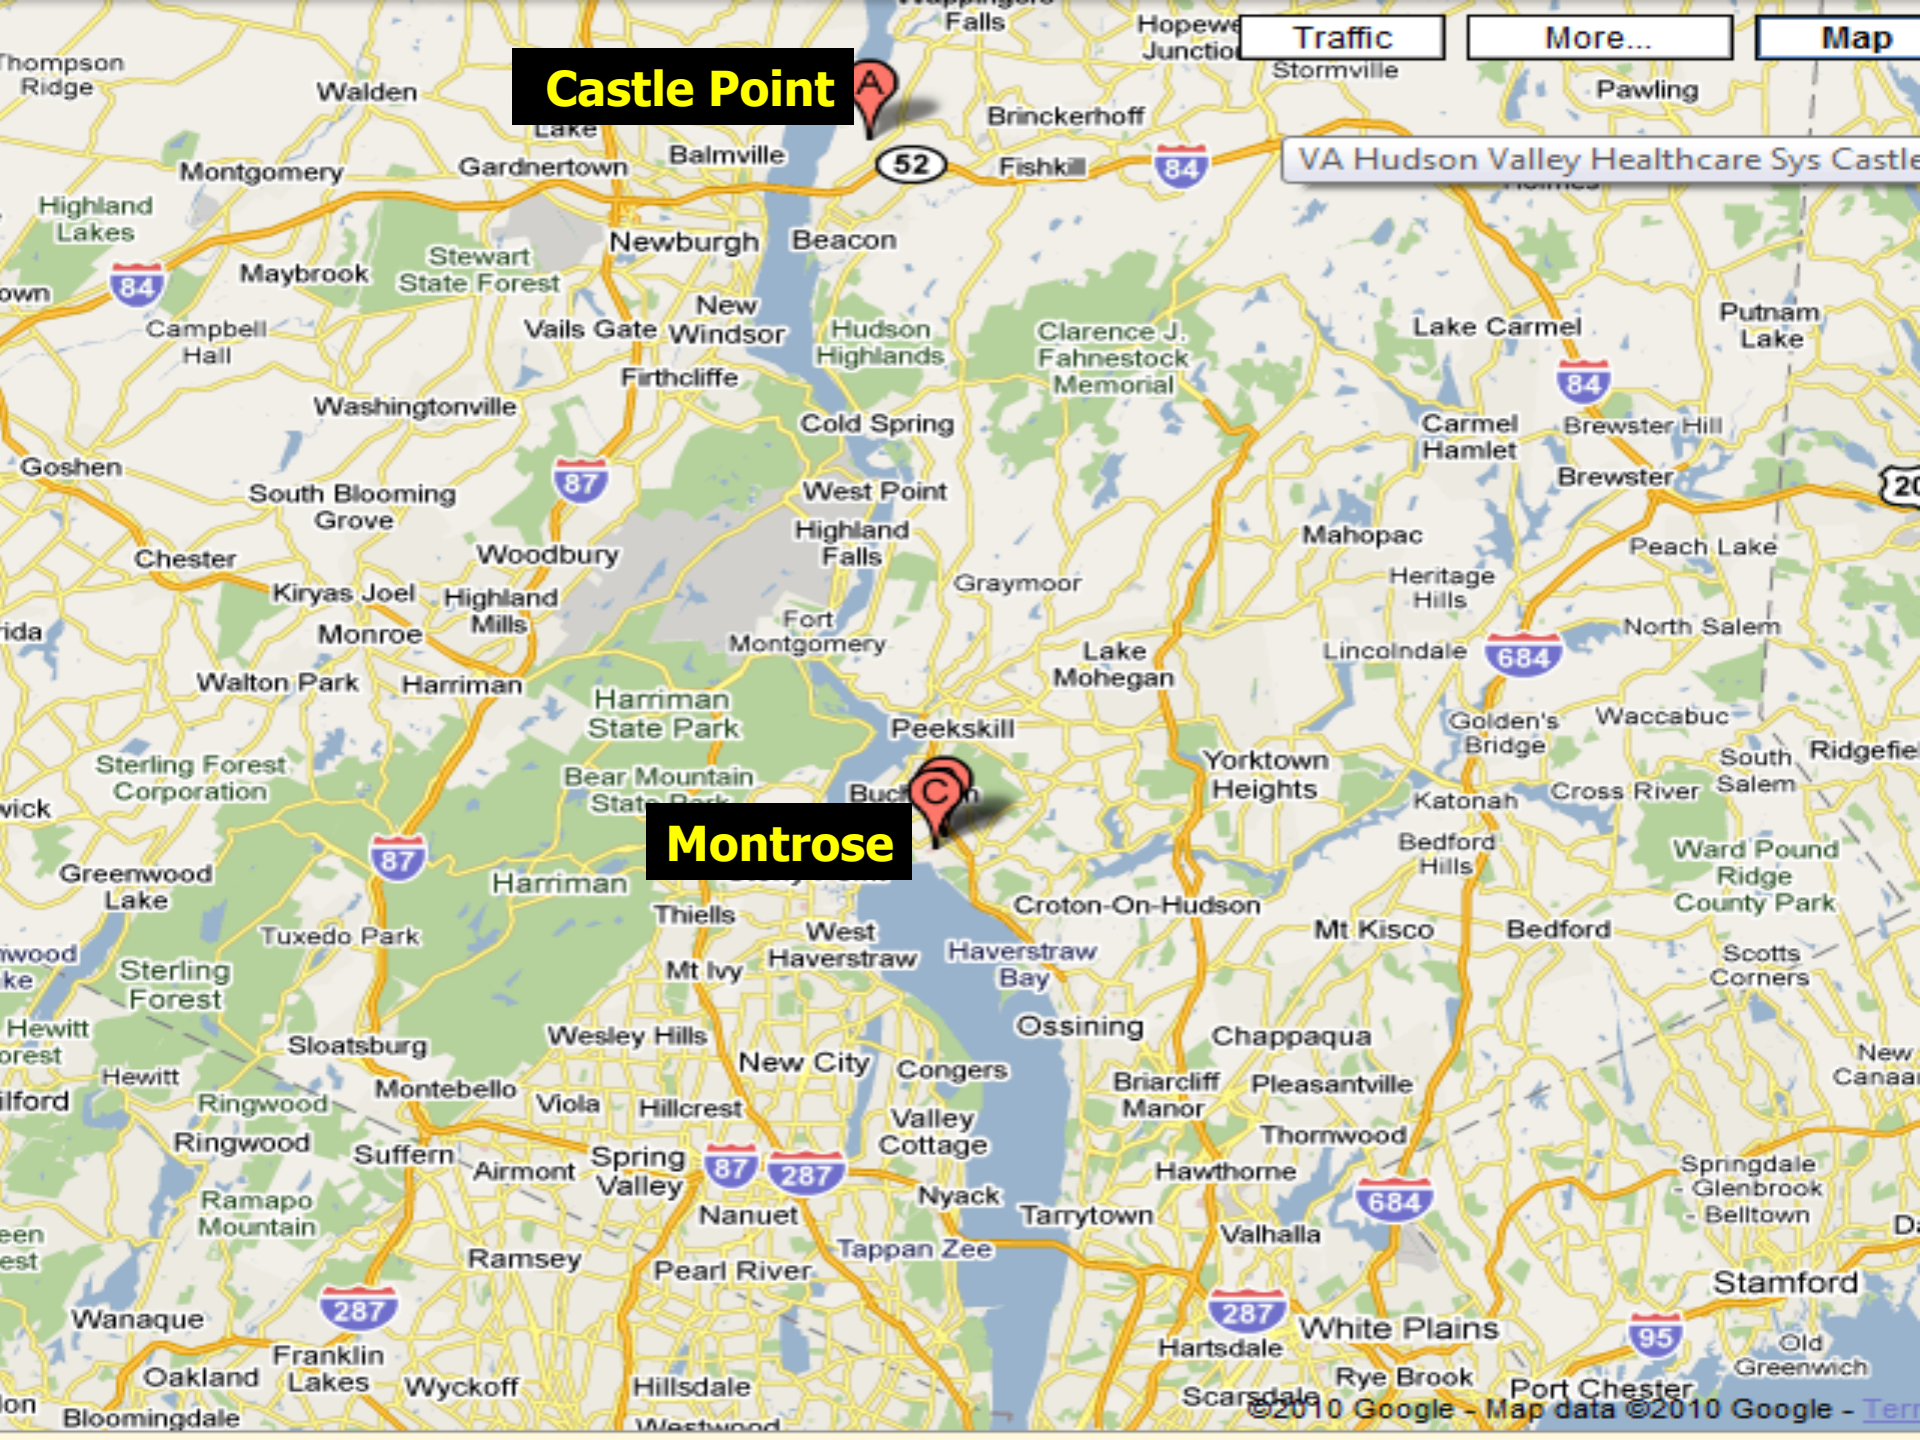 Falls
Junction
Traffic
More...
Map
Thompson
Ridge
Walden
Castle Point
A
Stormville
Pawling
Lake
Brinckerhoff
Montgomery
Gardnertown
Balmville
52
Fishkill
84
VA Hudson Valley Healthcare Sys Castle
Highland
Lakes
Newburgh
Beacon
Stewart
State Forest
Maybrook
84
Campbell
Hall
Vails Gate
New
Windsor
Hudson
Highlands
Clarence J.
Fahnestock
Memorial
Lake Carmel
Putnam
Lake
Firthcliffe
84
Washingtonville
Cold Spring
Carmel
Hamlet
Brewster Hill
Goshen
87
Brewster
20
South Blooming
Grove
West Point
Highland
Falls
Mahopac
Peach Lake
Chester
Woodbury
Graymoor
Heritage
Hills
Kiryas Joel
Highland
Mills
Monroe
Fort
Montgomery
North Salem
Lincolndale
684
Lake
Mohegan
Walton Park
Harriman
Harriman
State Park
Peekskill
Golden's
Bridge
Waccabuc
South
Salem
Sterling Forest
Corporation
Bear Mountain
State Park
Yorktown
Heights
C
Katonah
Cross River
Montrose
87
Bedford
Hills
Ward Pound
Ridge
County Park
Greenwood
Lake
Harriman
Thiells
Croton-On-Hudson
Mt Kisco
Bedford
Tuxedo Park
West
Haverstraw
Haverstraw
Bay
Scotts
Corners
Sterling
Forest
Mt Ivy
Hewitt
Ossining
Chappaqua
Sloatsburg
Wesley Hills
New City
Congers
New
Hewitt
Montebello
Briarcliff
Manor
Pleasantville
Ringwood
Viola
Hillcrest
Valley
Cottage
Ringwood
Suffern
Thornwood
Airmont
Spring
Valley
87
287
Hawthorne
Springdale
- Glenbrook
- Belltown
684
Ramapo
Mountain
Nyack
Nanuet
Tarrytown
Valhalla
Ramsey
Tappan Zee
Pearl River
Stamford
287
287
Wanaque
White Plains
95
Old
Greenwich
Hartsdale
Franklin
Lakes
Oakland
Wyckoff
Hillsdale
Rye Brook
Port Chester
Scarsdale
Bloomingdale
Westwood
©2010 Google - Map data ©2010 Google -